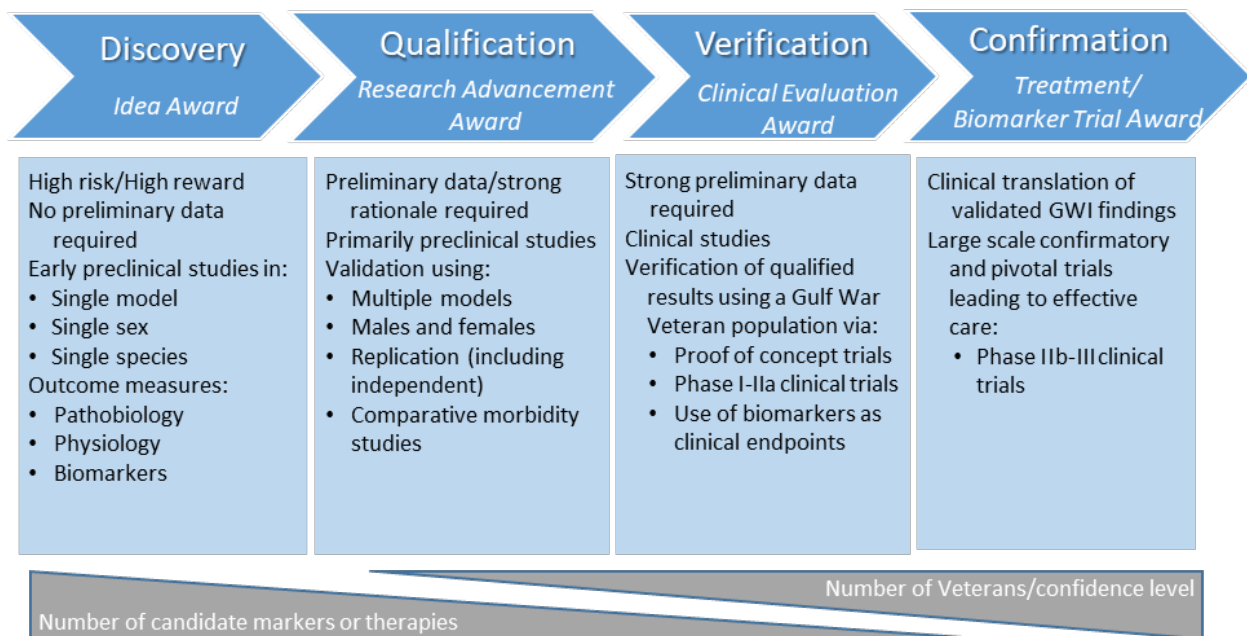 Discovery
Idea Award
Qualification
Research Advancement
Award
Verification
Clinical Evaluation
Award
Confirmation
Treatment/
Biomarker Trial Award
High risk/High reward
No preliminary data
required
Early preclinical studies in:
• Single model
• Single sex
• Single species
Outcome measures:
• Pathobiology
• Physiology
• Biomarkers
Preliminary data/strong
rationale required
Primarily preclinical studies
Validation using:
• Multiple models
• Males and females
• Replication (including
independent)
• Comparative morbidity
studies
Strong preliminary data
required
Clinical studies
Verification of qualified
results using a Gulf War
Veteran population via:
• Proof of concept trials
• Phase I-IIa clinical trials
• Use of biomarkers as
clinical endpoints
Clinical translation of
validated GWI findings
Large scale confirmatory
and pivotal trials
leading to effective
care:
• Phase IIb-III clinical
trials
Number of Veterans/confidence level
Number of candidate markers or therapies